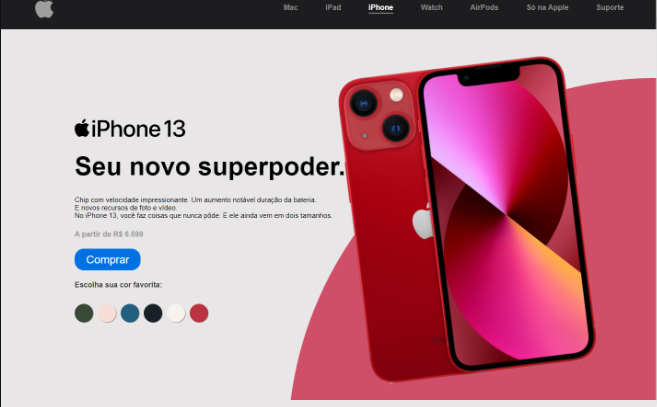 Mac iPad iPhone Watch AirPods Só na Apple Suporte
iPhone 13
Seu novo superpoder.
Chip com velocidade impressionante. Um aumento notável duração da bateria.
E novos recursos de foto e vídeo.
No iPhone 13, você faz coisas que nunca pôde. E ele ainda vem em dois tamanhos.
A partir de R$ 6.599
Comprar
Escolha sua cor favorita: